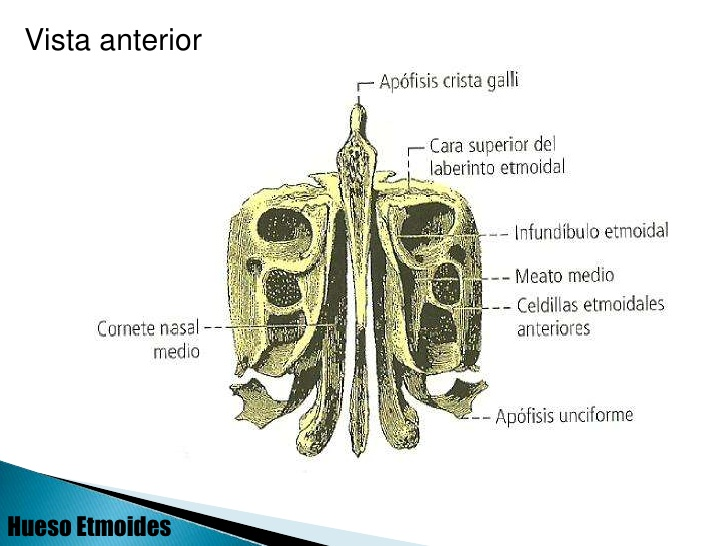 Vista anterior
Apófisis crista galli
Cara superior del
laberinto etmoidal
Infundíbulo etmoidal
Meato medio
Celdillas etmoidales
anteriores
Cornete nasal
medio
Apófisis unciforme
Hueso Etmoides